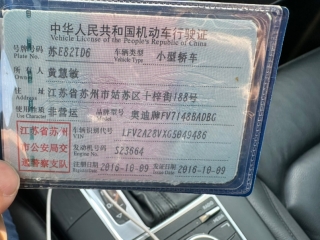 中华人民共和国机动车行驶证
Vehicle License of the People's Republic of China
号牌号码 苏E82TD6 车辆类型 小型轿车
Plate No. Vehicle Type
所有人 黄慧敏
住址 江苏省苏州市姑苏区十梓街188号
使用性质 非营运 品牌型号 奥迪牌FV7148BADBG
Use Character
江苏省苏州 车辆识别代号 LFV2A28VXG5049486
VIN
市公安局交 发动机号码 S23664
Engine No.
巡警察支队 注册日期 2016-10-09 发证日期 2016-10-09